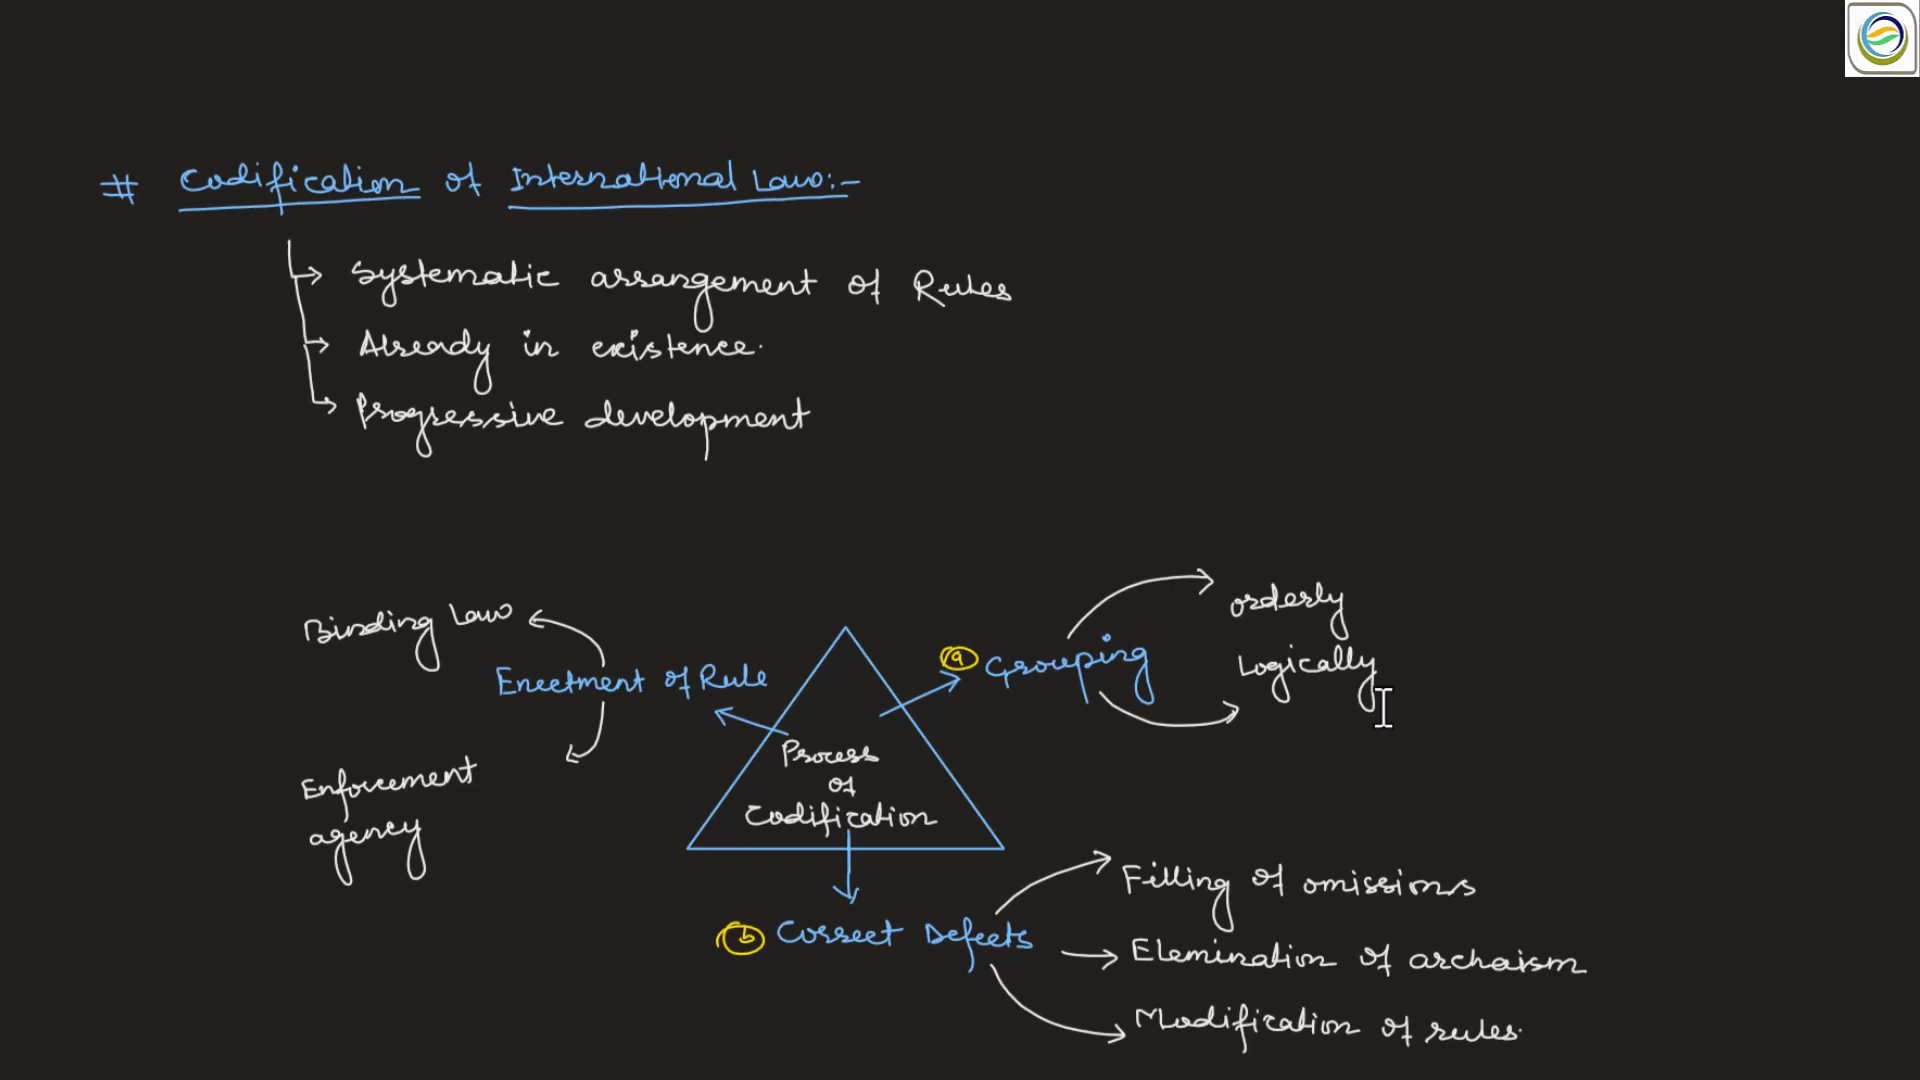 # Codification of International Law:-
Systematic arrangement of Rules
Already in existence.
Progressive development
Binding Law
Enectment of Rule
Enforcement
agency
Process
of
Codification
a Grouping
orderly
Logically
b Correct Defects
Filling of omissions
Elemination of archaism
Modification of rules.